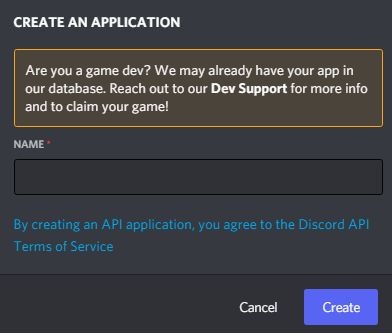 CREATE AN APPLICATION
Are you a game dev? We may already have your app in
our database. Reach out to our Dev Support for more info
and to claim your game!
NAME *
By creating an API application, you agree to the Discord API
Terms of Service
Cancel Create